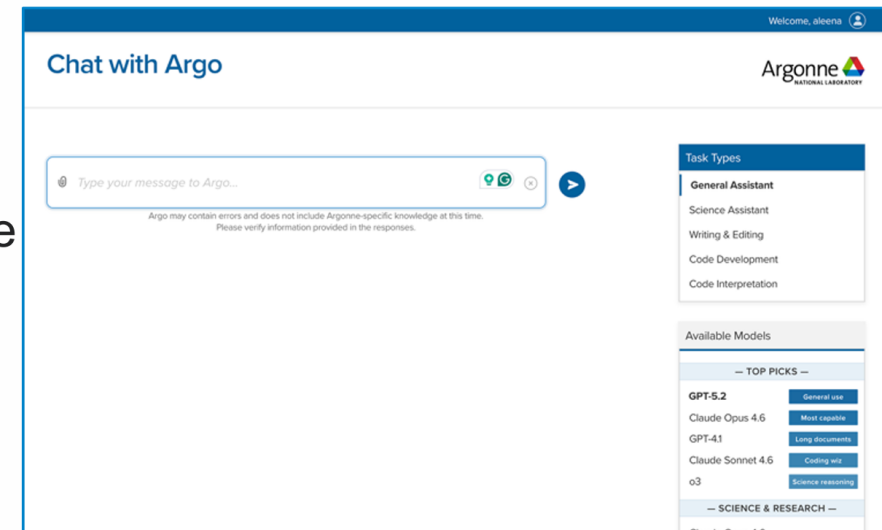 Welcome, aleena
Chat with Argo
Argonne
NATIONAL LABORATORY
Type your message to Argo...
Argo may contain errors and does not include Argonne-specific knowledge at this time.
Please verify information provided in the responses.
e
Task Types
General Assistant
Science Assistant
Writing & Editing
Code Development
Code Interpretation
Available Models
— TOP PICKS —
GPT-5.2 General use
Claude Opus 4.6 Most capable
GPT-4.1 Long documents
Claude Sonnet 4.6 Coding wiz
o3 Science reasoning
— SCIENCE & RESEARCH —